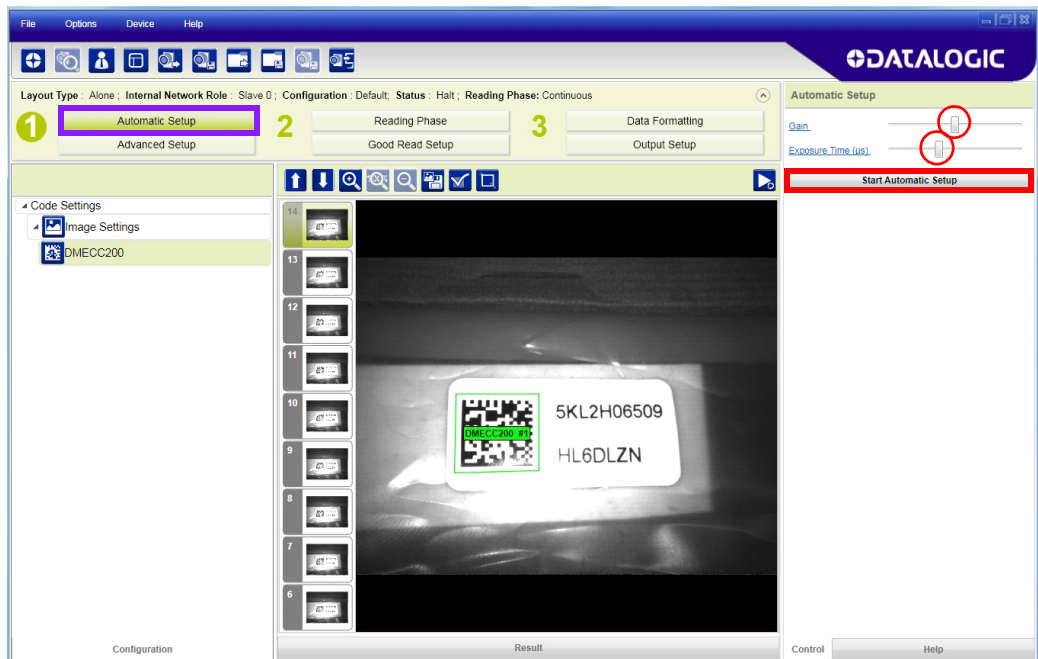 File Options Device Help
DATALOGIC
Layout Type : Alone ; Internal Network Role : Slave 0 ; Configuration : Default; Status : Halt ; Reading Phase: Continuous
1 Automatic Setup 2 Reading Phase 3 Data Formatting
Advanced Setup Good Read Setup Output Setup
Automatic Setup
Gain
Exposure Time (µs)
Start Automatic Setup
Code Settings
Image Settings
DMECC200
14
13
12
11
10
9
8
7
6
5KL2H06509
DMECC200 #1
HL6DLZN
Configuration Result Control Help